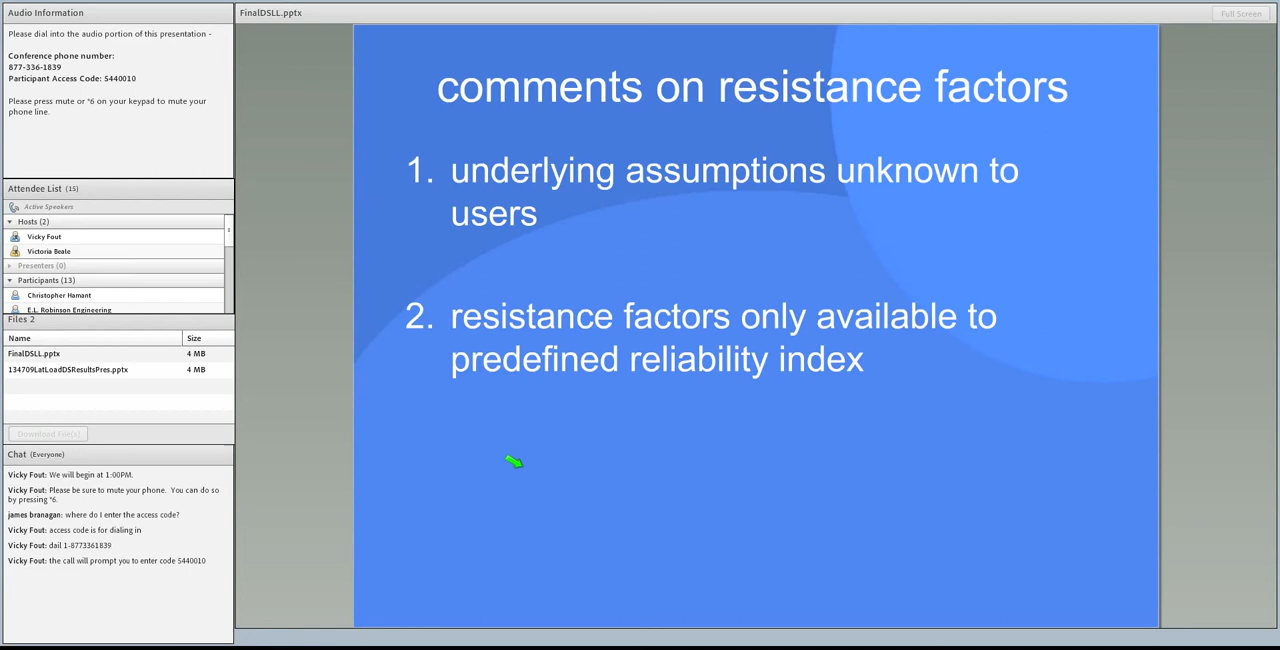 Audio Information
Please dial into the audio portion of this presentation -
Conference phone number:
877-336-1839
Participant Access Code: 5440010
Please press mute or *6 on your keypad to mute your
phone line.
Attendee List (15)
Active Speakers
Hosts (2)
Vicky Fout
Victoria Beale
Presenters (0)
Participants (13)
Christopher Hamant
E.L. Robinson Engineering
Files 2
Name Size
FinalDSLL.pptx 4 MB
134709LatLoadDSResultsPres.pptx 4 MB
Download File(s)
Chat (Everyone)
Vicky Fout: We will begin at 1:00PM.
Vicky Fout: Please be sure to mute your phone. You can do so
by pressing *6.
james branagan: where do I enter the access code?
Vicky Fout: access code is for dialing in
Vicky Fout: dail 1-8773361839
Vicky Fout: the call will prompt you to enter code 5440010
FinalDSLL.pptx
Full Screen
comments on resistance factors
1. underlying assumptions unknown to
users
2. resistance factors only available to
predefined reliability index